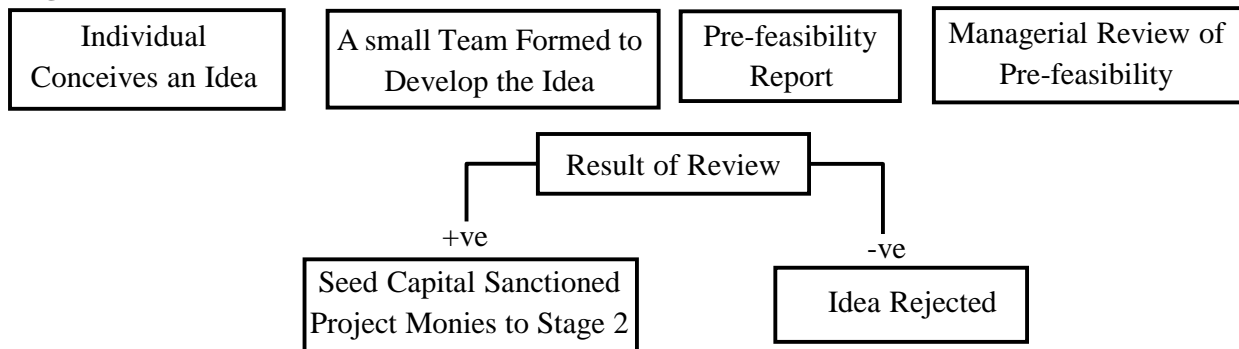 Individual
Conceives an Idea
A small Team Formed to
Develop the Idea
Pre-feasibility
Report
Managerial Review of
Pre-feasibility
Result of Review
+ve
-ve
Seed Capital Sanctioned
Project Monies to Stage 2
Idea Rejected